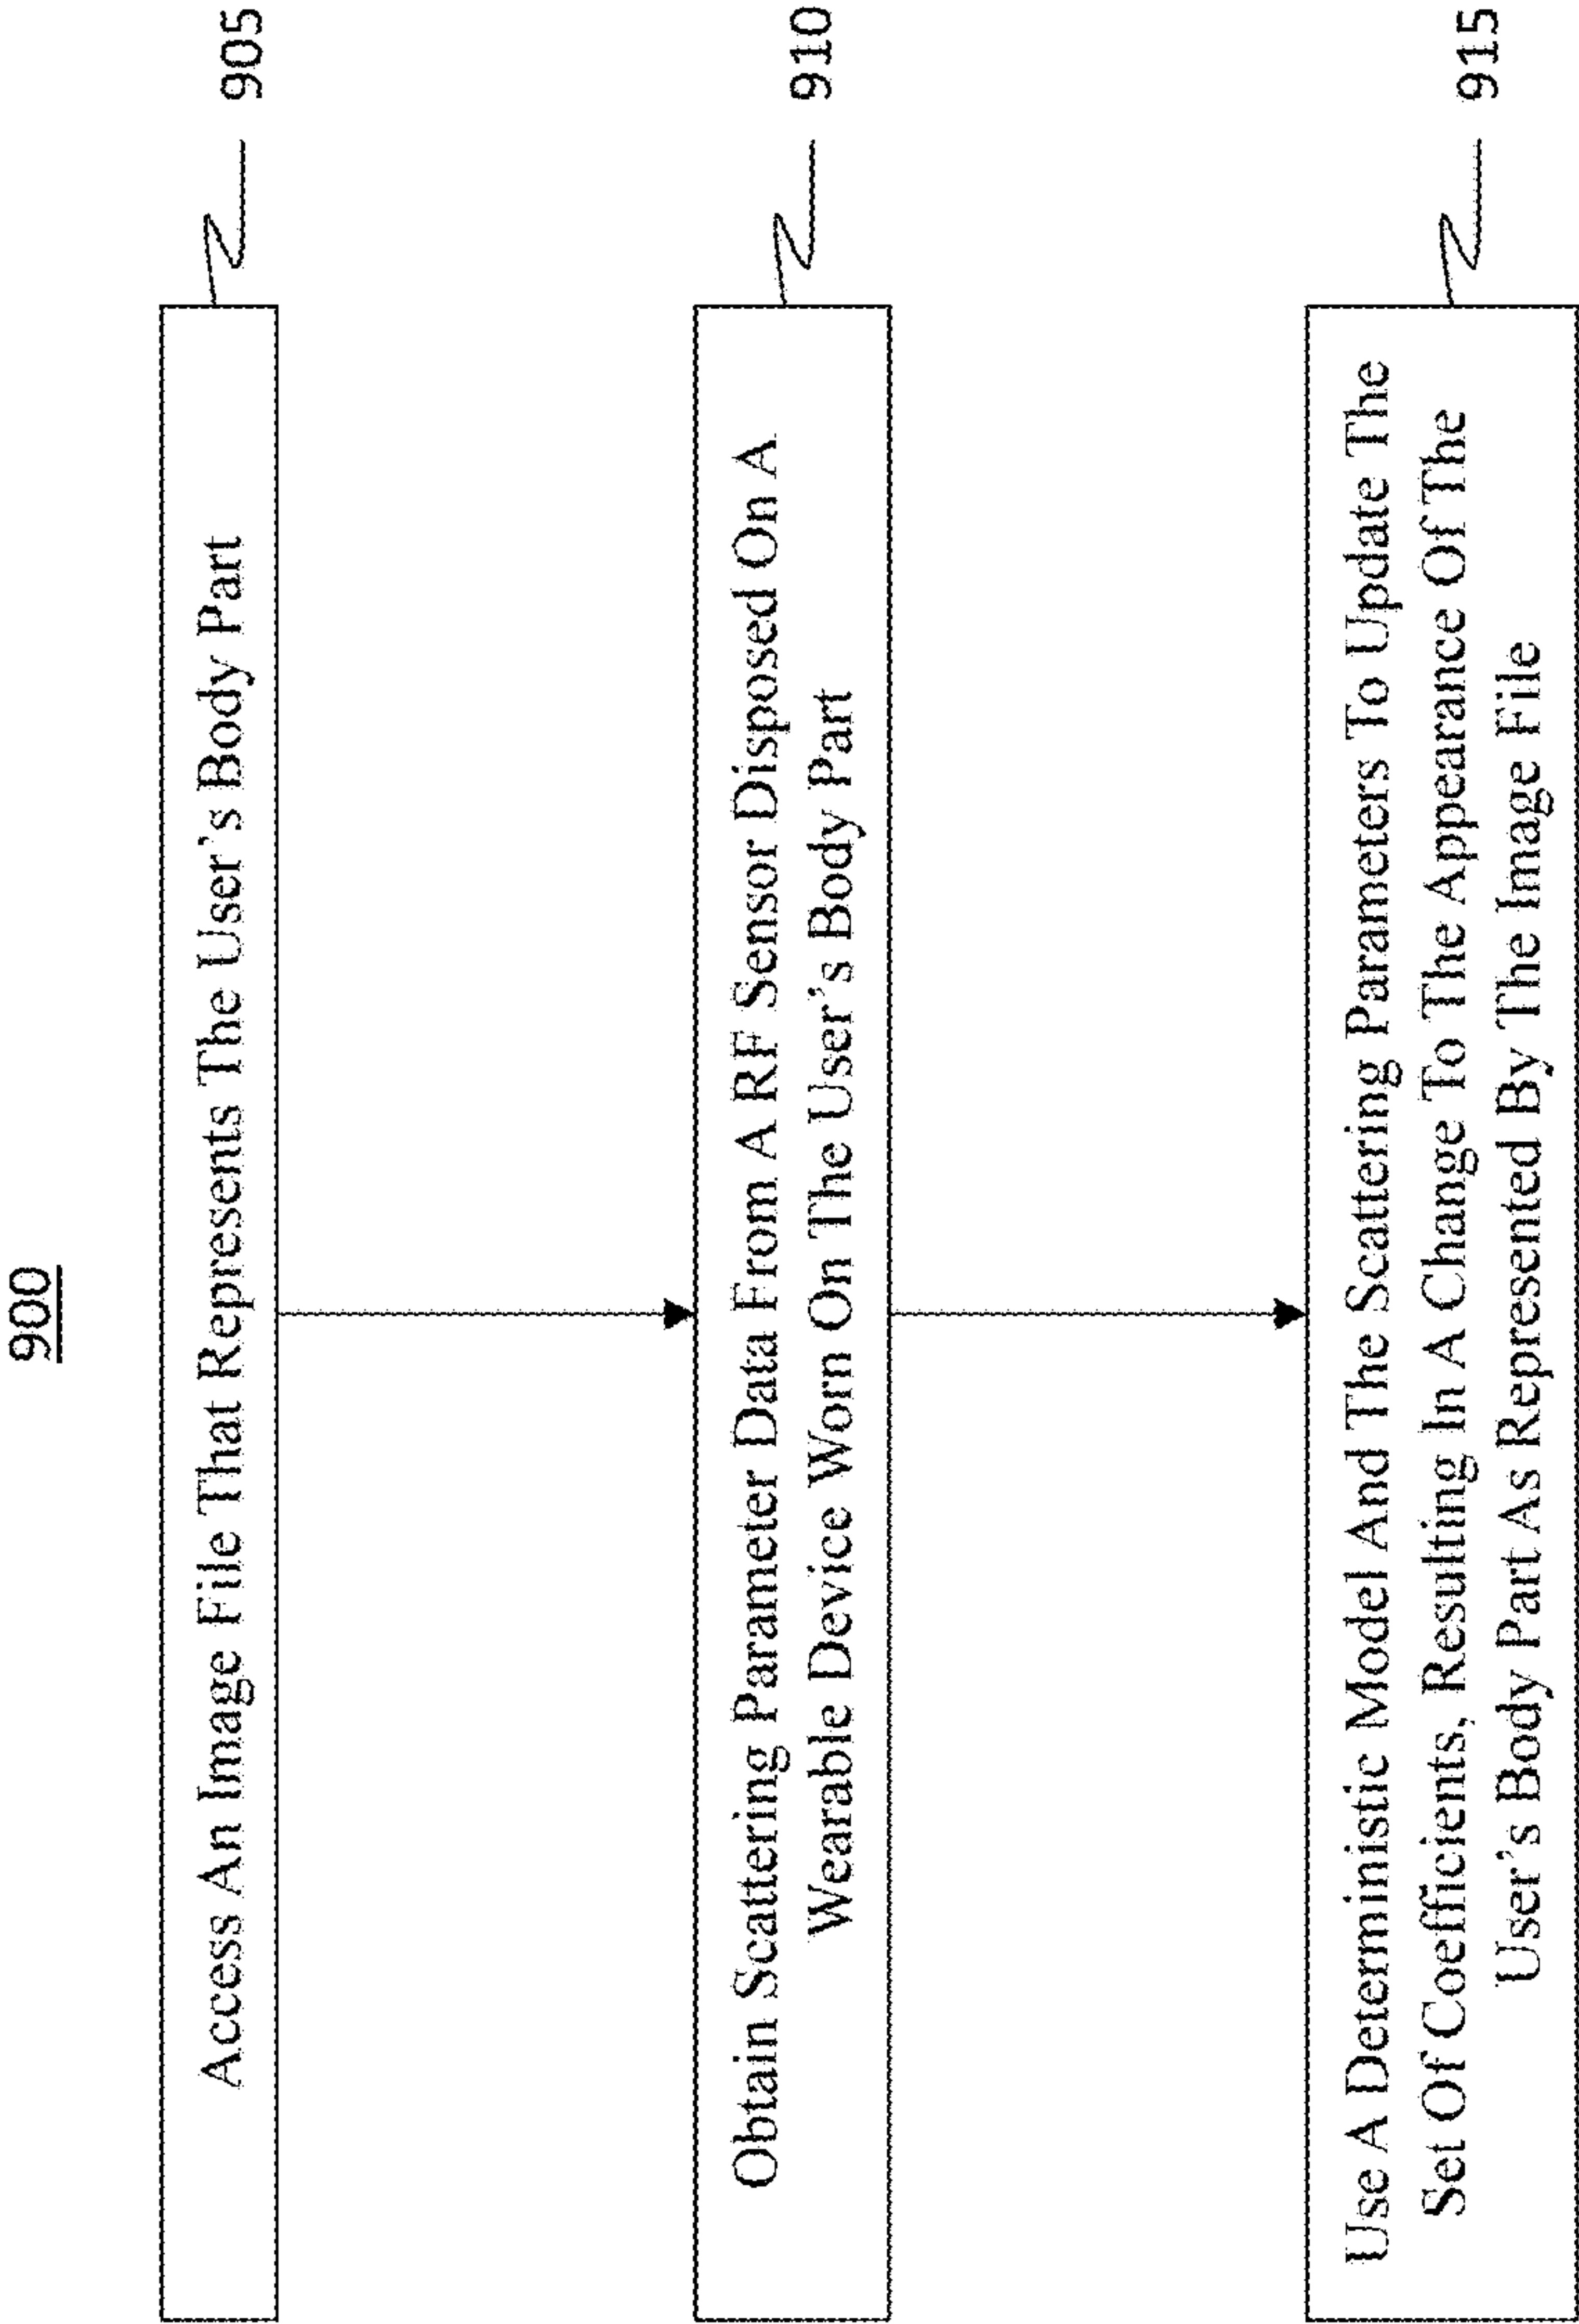 900
Access An Image File That Represents The User's Body Part
905
Obtain Scattering Parameter Data From A RF Sensor Disposed On A
Wearable Device Worn On The User's Body Part
910
Use A Deterministic Model And The Scattering Parameters To Update The
Set Of Coefficients, Resulting In A Change To The Appearance Of The
User's Body Part As Represented By The Image File
915